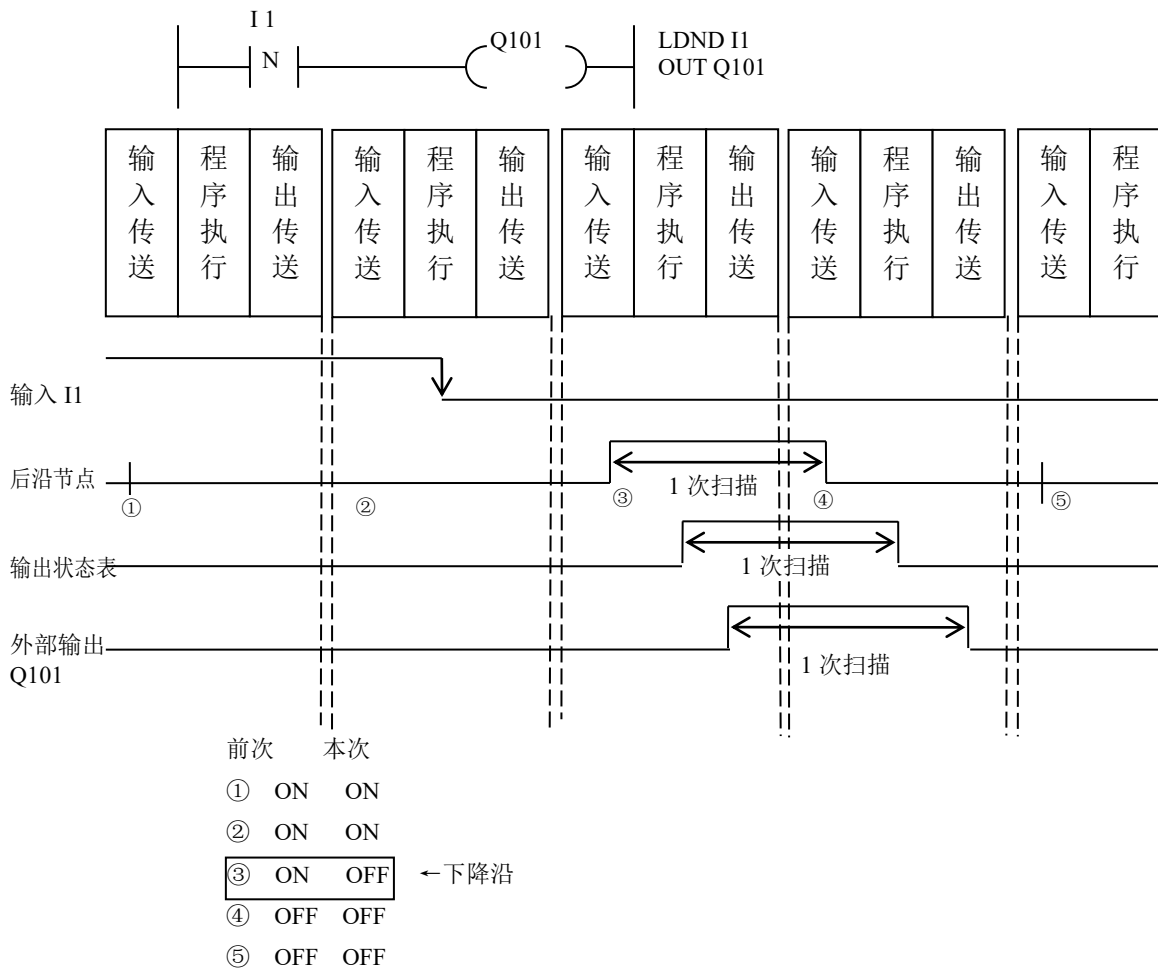 I 1
N
Q101
LDND I1
OUT Q101
输入传送
程序执行
输出传送
输入传送
程序执行
输出传送
输入传送
程序执行
输出传送
输入传送
程序执行
输出传送
输入传送
程序执行
输入 I1
后沿节点
①
②
③
1 次扫描
④
⑤
输出状态表
1 次扫描
外部输出
Q101
1 次扫描
前次 本次
① ON ON
② ON ON
③ ON OFF ←下降沿
④ OFF OFF
⑤ OFF OFF